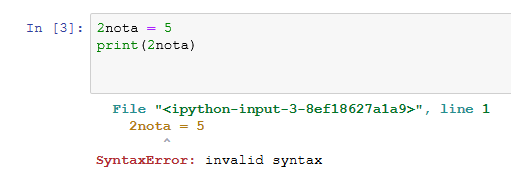 In [3]: 2nota = 5
print(2nota)
File "<ipython-input-3-8ef18627a1a9>", line 1
2nota = 5
^
SyntaxError: invalid syntax